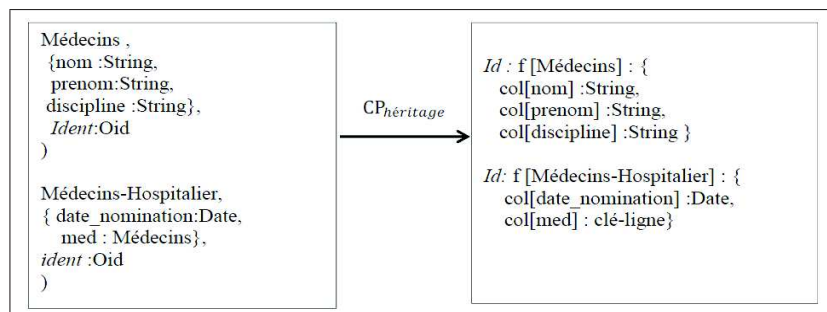 Médecins ,
{nom :String,
prenom:String,
discipline :String},
Ident:Oid
)
Médecins-Hospitalier,
{ date_nomination:Date,
med : Médecins},
ident :Oid
)
CPhéritage
Id : f [Médecins] : {
col[nom] :String,
col[prenom] :String,
col[discipline] :String }
Id: f [Médecins-Hospitalier] : {
col[date_nomination] :Date,
col[med] : clé-ligne}